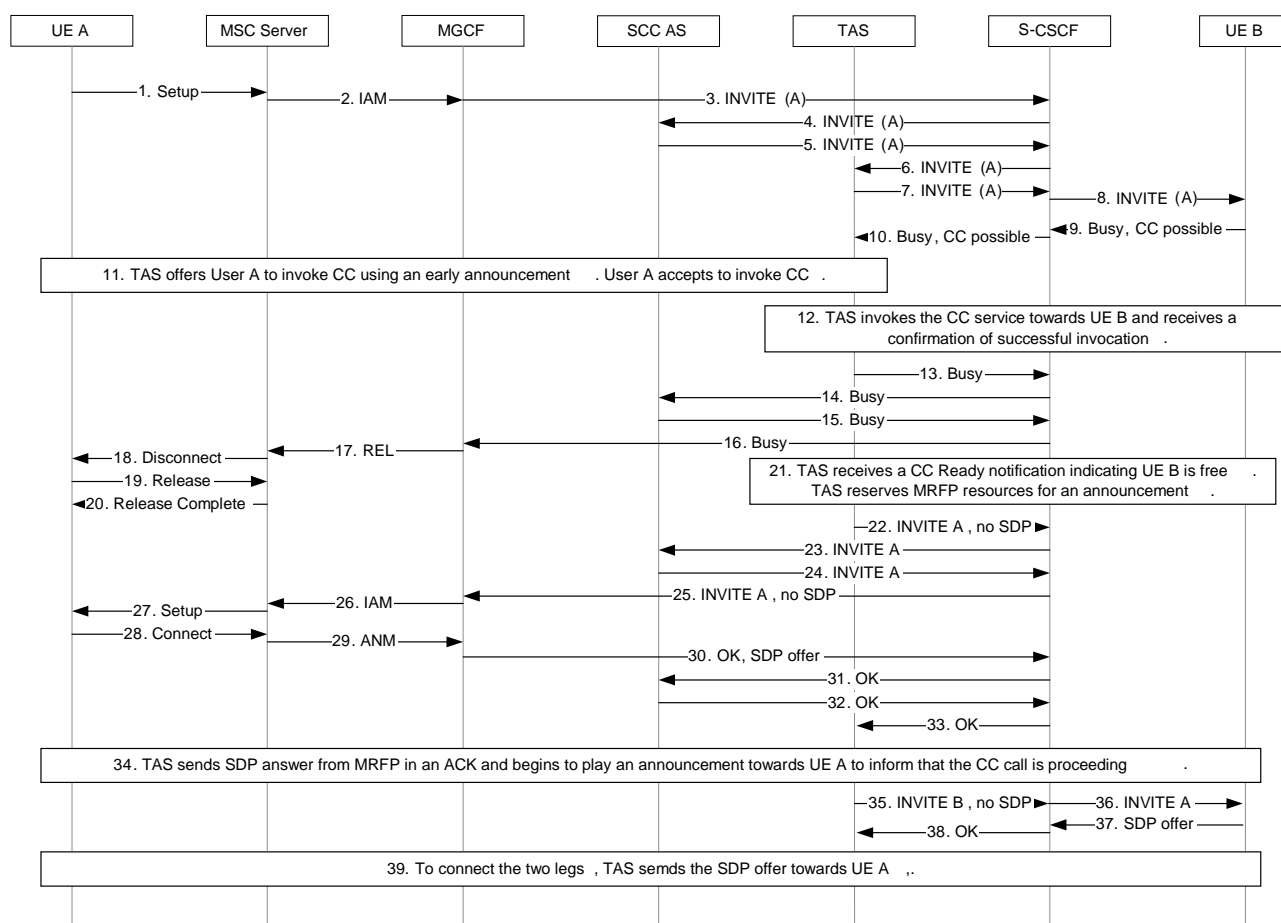 UE A
MSC Server
MGCF
SCC AS
TAS
S-CSCF
UE B
1. Setup
2. IAM
3. INVITE (A)
4. INVITE (A)
5. INVITE (A)
6. INVITE (A)
7. INVITE (A)
8. INVITE (A)
9. Busy, CC possible
10. Busy, CC possible
11. TAS offers User A to invoke CC using an early announcement . User A accepts to invoke CC .
12. TAS invokes the CC service towards UE B and receives a
confirmation of successful invocation .
13. Busy
14. Busy
15. Busy
16. Busy
17. REL
18. Disconnect
19. Release
20. Release Complete
21. TAS receives a CC Ready notification indicating UE B is free .
TAS reserves MRFP resources for an announcement .
22. INVITE A , no SDP
23. INVITE A
24. INVITE A
25. INVITE A , no SDP
26. IAM
27. Setup
28. Connect
29. ANM
30. OK, SDP offer
31. OK
32. OK
33. OK
34. TAS sends SDP answer from MRFP in an ACK and begins to play an announcement towards UE A to inform that the CC call is proceeding .
35. INVITE B , no SDP
36. INVITE A
37. SDP offer
38. OK
39. To connect the two legs , TAS semds the SDP offer towards UE A ,.